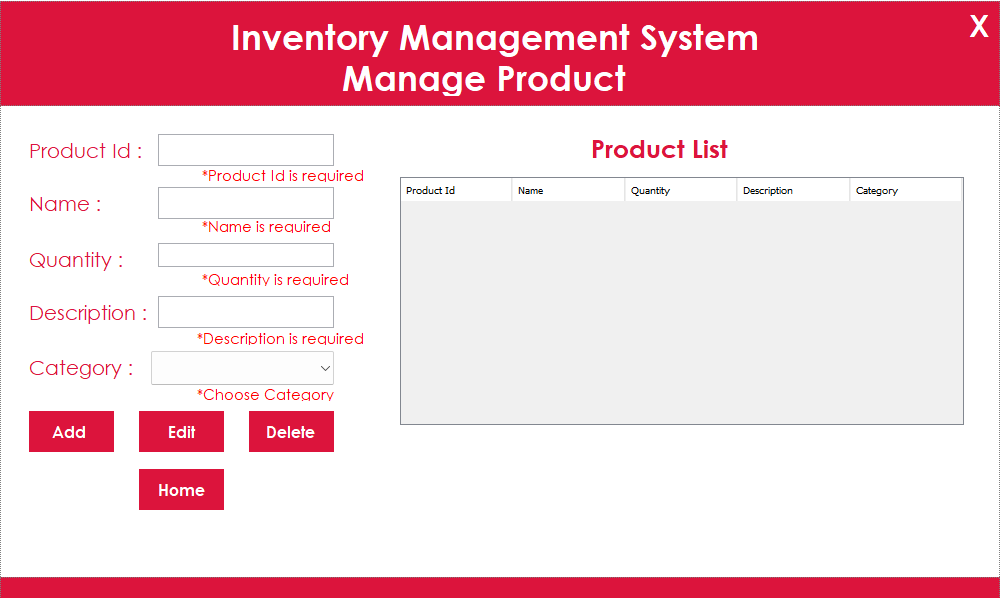 Inventory Management System
X
Manage Product
Product Id :
*Product Id is required
Name :
*Name is required
Quantity :
*Quantity is required
Description :
*Description is required
Category :
*Choose Category
Add Edit Delete
Home
Product List
Product Id Name Quantity Description Category